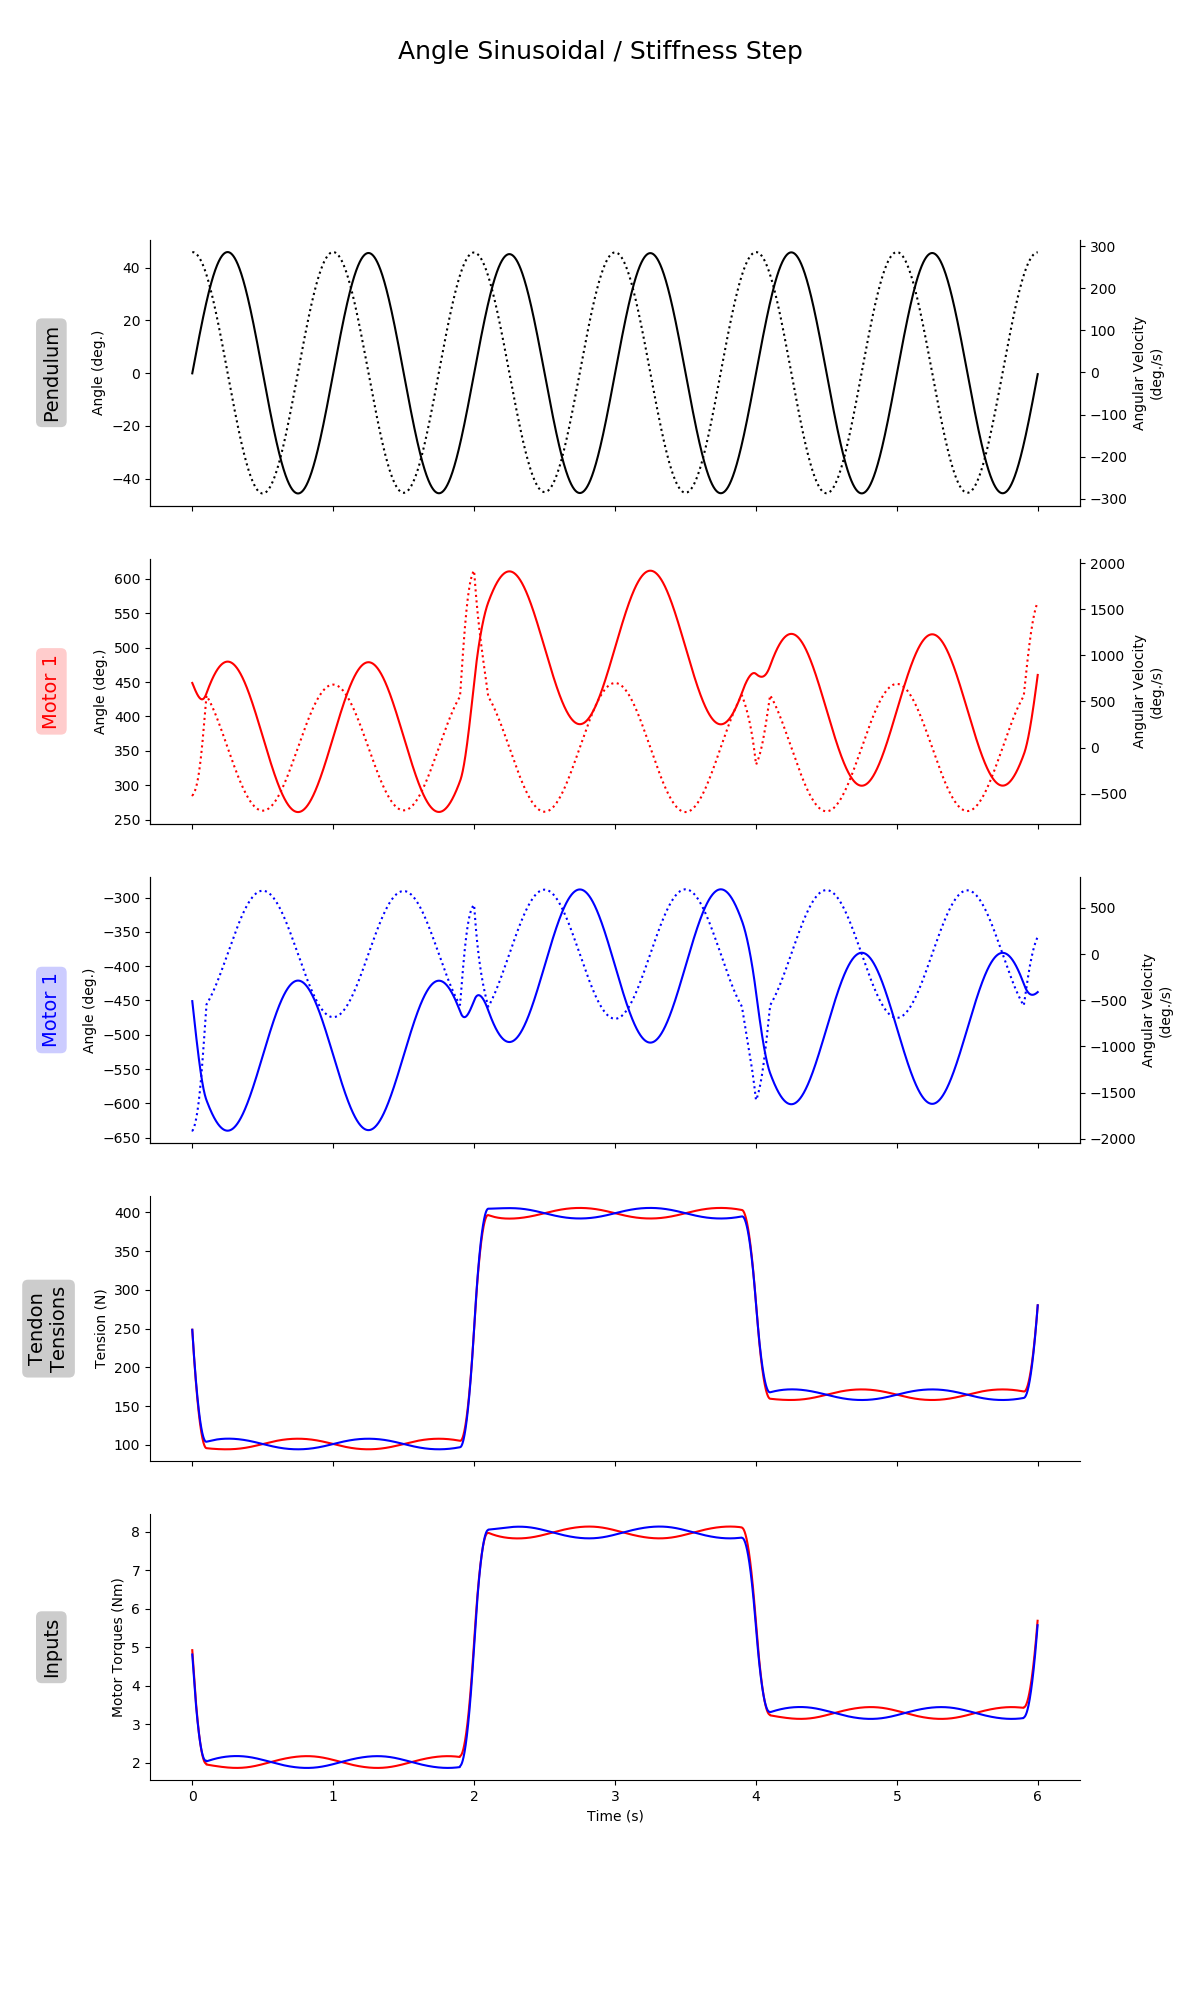 Angle Sinusoidal / Stiffness Step
Pendulum
Angle (deg.)
40
20
0
−20
−40
300
200
100
0
−100
−200
−300
Angular Velocity
(deg./s)
Motor 1
Angle (deg.)
600
550
500
450
400
350
300
250
2000
1500
1000
500
0
−500
Angular Velocity
(deg./s)
Motor 1
Angle (deg.)
−300
−350
−400
−450
−500
−550
−600
−650
500
0
−500
−1000
−1500
−2000
Angular Velocity
(deg./s)
Tendon
Tensions
Tension (N)
400
350
300
250
200
150
100
Inputs
Motor Torques (Nm)
8
7
6
5
4
3
2
0 1 2 3 4 5 6
Time (s)